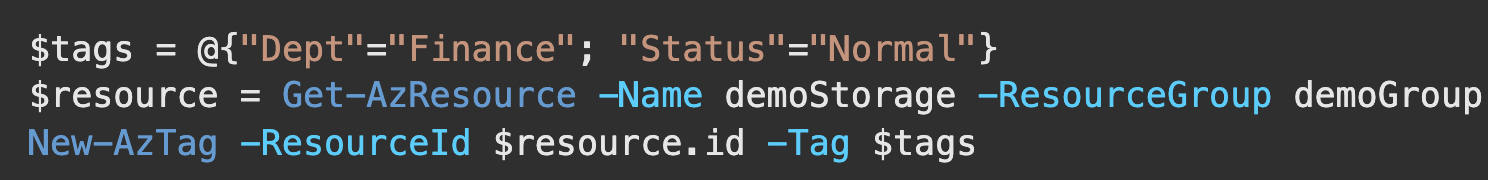 $tags = @{"Dept"="Finance"; "Status"="Normal"}
$resource = Get-AzResource -Name demoStorage -ResourceGroup demoGroup
New-AzTag -ResourceId $resource.id -Tag $tags